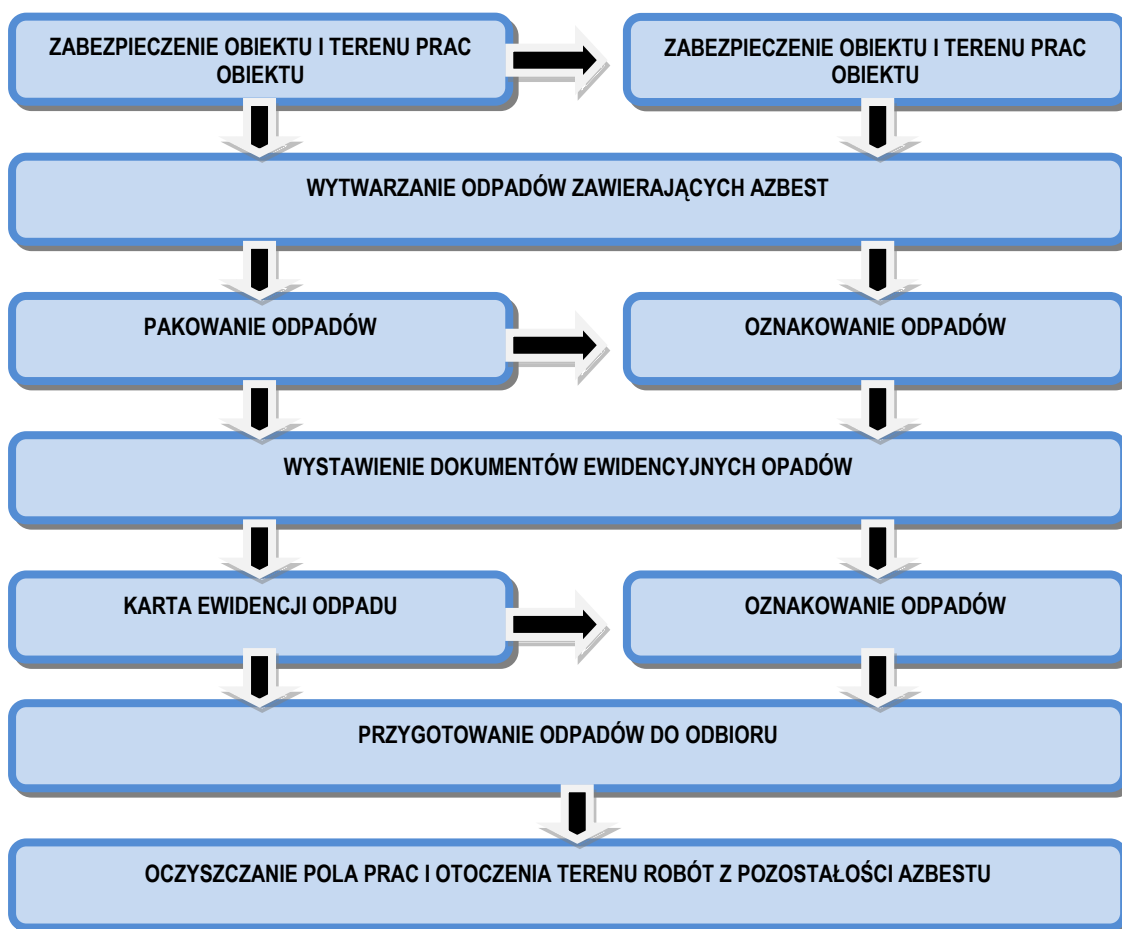 ZABEZPIECZENIE OBIEKTU I TERENU PRAC
OBIEKTU
ZABEZPIECZENIE OBIEKTU I TERENU PRAC
OBIEKTU
WYTWARZANIE ODPADÓW ZAWIERAJĄCYCH AZBEST
PAKOWANIE ODPADÓW
OZNAKOWANIE ODPADÓW
WYSTAWIENIE DOKUMENTÓW EWIDENCYJNYCH OPADÓW
KARTA EWIDENCJI ODPADU
OZNAKOWANIE ODPADÓW
PRZYGOTOWANIE ODPADÓW DO ODBIORU
OCZYSZCZANIE POLA PRAC I OTOCZENIA TERENU ROBÓT Z POZOSTAŁOŚCI AZBESTU